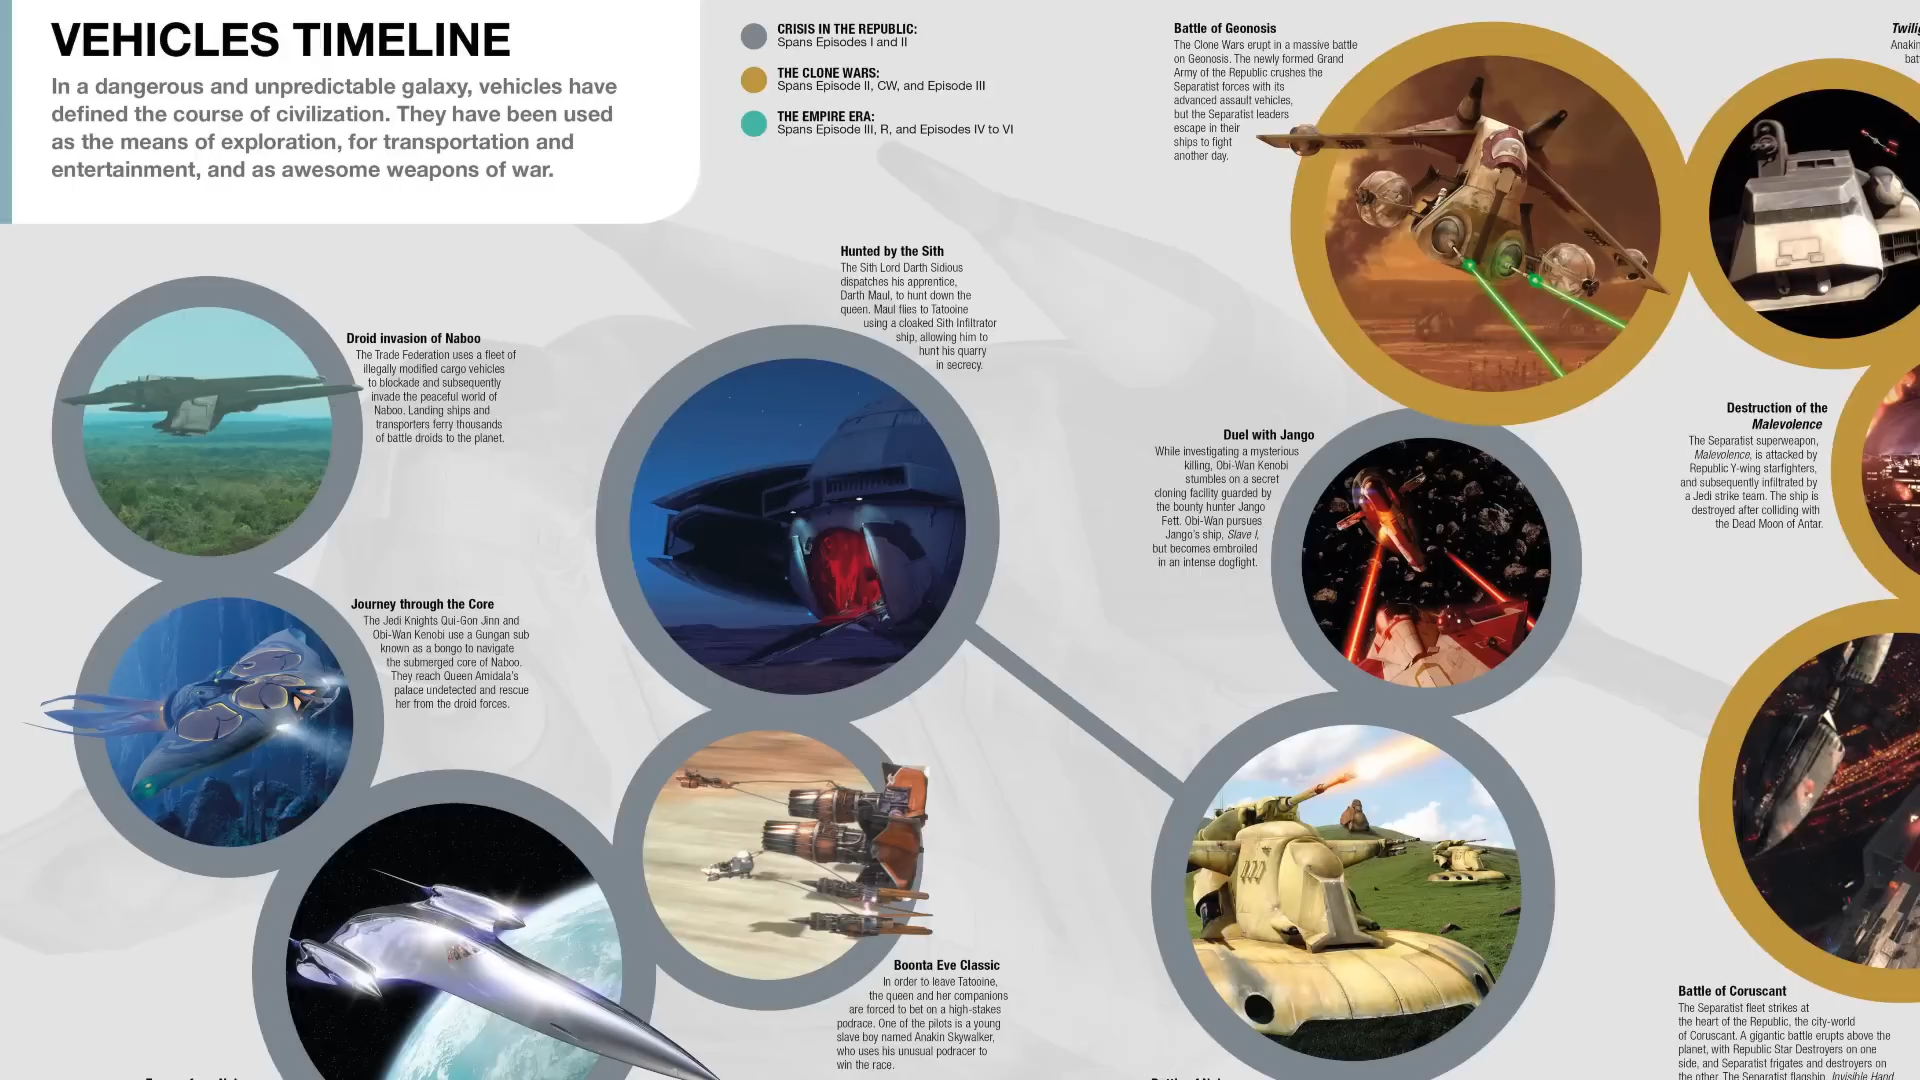 VEHICLES TIMELINE
In a dangerous and unpredictable galaxy, vehicles have
defined the course of civilization. They have been used
as the means of exploration, for transportation and
entertainment, and as awesome weapons of war.
CRISIS IN THE REPUBLIC:
Spans Episodes I and II
THE CLONE WARS:
Spans Episode II, CW, and Episode III
THE EMPIRE ERA:
Spans Episode III, R, and Episodes IV to VI
Droid invasion of Naboo
The Trade Federation uses a fleet of
illegally modified cargo vehicles
to blockade and subsequently
invade the peaceful world of
Naboo. Landing ships and
transporters ferry thousands
of battle droids to the planet.
Journey through the Core
The Jedi Knights Qui-Gon Jinn and
Obi-Wan Kenobi use a Gungan sub
known as a bongo to navigate
the submerged core of Naboo.
They reach Queen Amidala's
palace undetected and rescue
her from the droid forces.
Hunted by the Sith
The Sith Lord Darth Sidious
dispatches his apprentice,
Darth Maul, to hunt down the
queen. Maul flies to Tatooine
using a cloaked Sith Infiltrator
ship, allowing him to
hunt his quarry
in secrecy.
Boonta Eve Classic
In order to leave Tatooine,
the queen and her companions
are forced to bet on a high-stakes
podrace. One of the pilots is a young
slave boy named Anakin Skywalker,
who uses his unusual podracer to
win the race.
Battle of Geonosis
The Clone Wars erupt in a massive battle
on Geonosis. The newly formed Grand
Army of the Republic crushes the
Separatist forces with its
advanced assault vehicles,
but the Separatist leaders
escape in their
ships to fight
another day.
Duel with Jango
While investigating a mysterious
killing, Obi-Wan Kenobi
stumbles on a secret
cloning facility guarded by
the bounty hunter Jango
Fett. Obi-Wan pursues
Jango's ship, Slave I,
but becomes embroiled
in an intense dogfight.
Destruction of the
Malevolence
The Separatist superweapon,
Malevolence, is attacked by
Republic Y-wing starfighters,
and subsequently infiltrated by
a Jedi strike team. The ship is
destroyed after colliding with
the Dead Moon of Antar.
Battle of Coruscant
The Separatist fleet strikes at
the heart of the Republic, the city-world
of Coruscant. A gigantic battle erupts above the
planet, with Republic Star Destroyers on one
side, and Separatist frigates and destroyers on
the other. The Separatist flagship, Invisible Hand